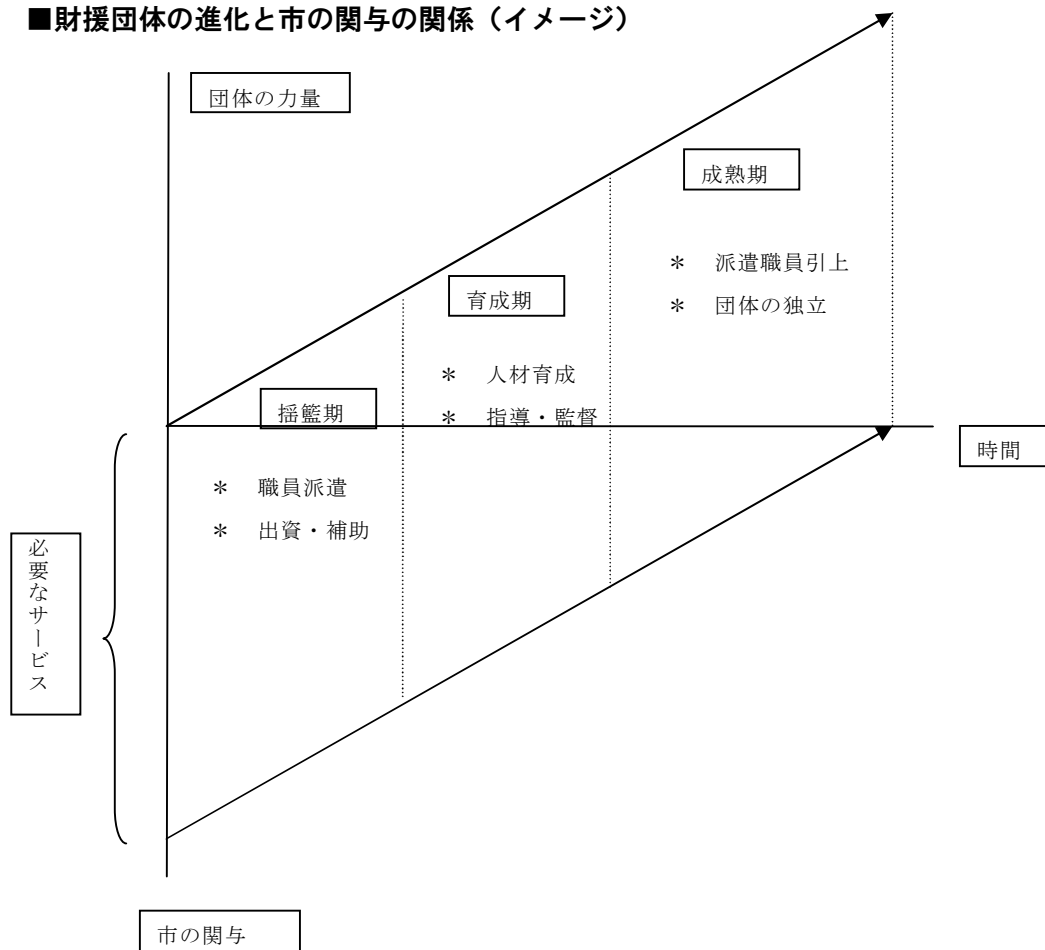 ■財援団体の進化と市の関与の関係（イメージ）
団体の力量
成熟期
＊　派遣職員引上
＊　団体の独立
育成期
＊　人材育成
＊　指導・監督
揺籃期
時間
＊　職員派遣
＊　出資・補助
必要なサービス
市の関与